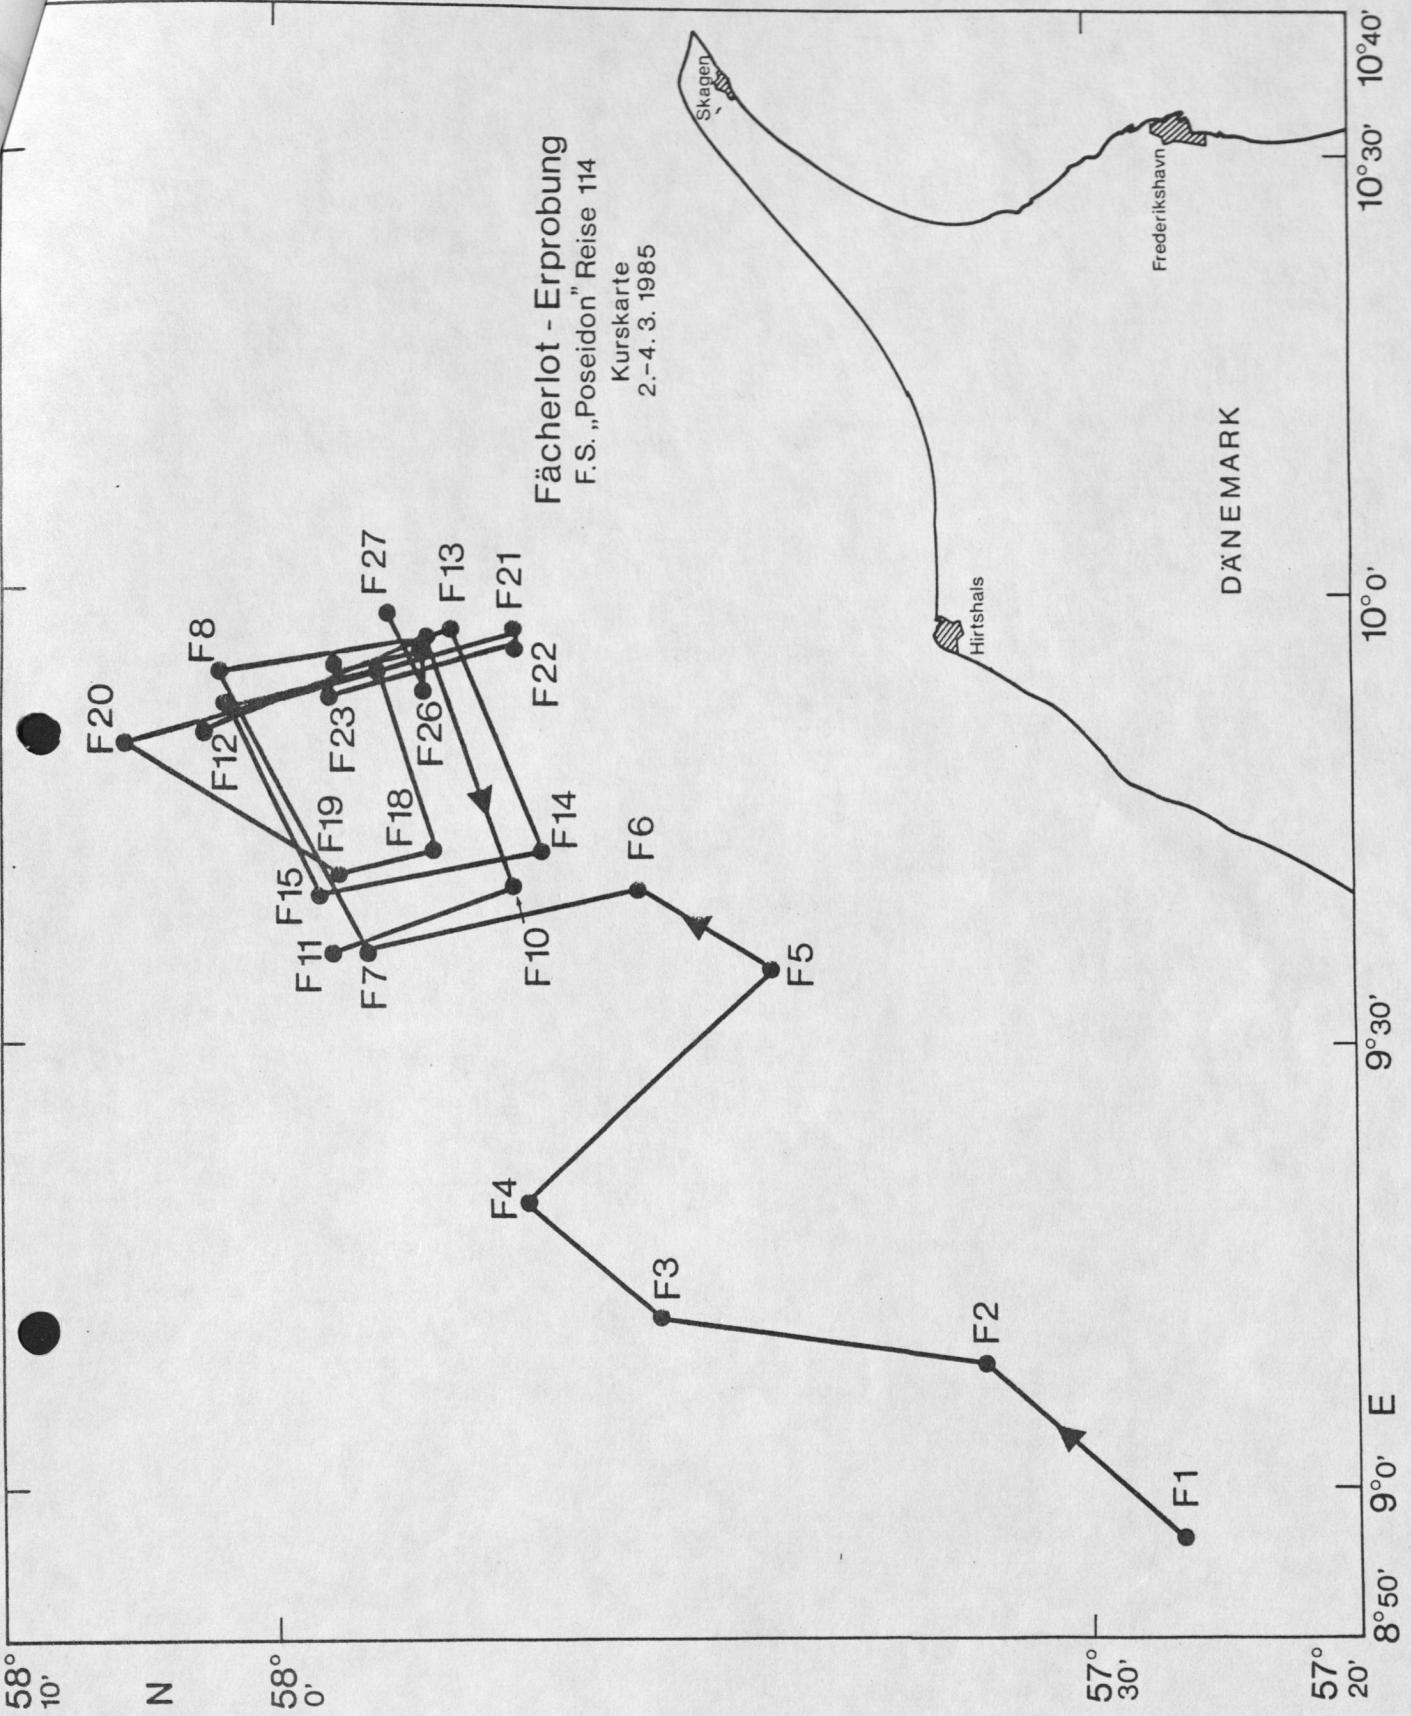 Fächerlot - Erprobung
F.S. „Poseidon” Reise 114
Kurskarte
2.-4. 3. 1985
58°
10'
N
58°
0'
57°
30'
57°
20'
8°50'
9°0'
E
9°30'
10°0'
10°30'
10°40'
F20
F8
F12
F27
F13
F21
F22
F23
F26
F19
F18
F14
F15
F11
F7
F10
F6
F5
F4
F3
F2
F1
Skagen
Frederikshavn
Hirtshals
DÄNEMARK